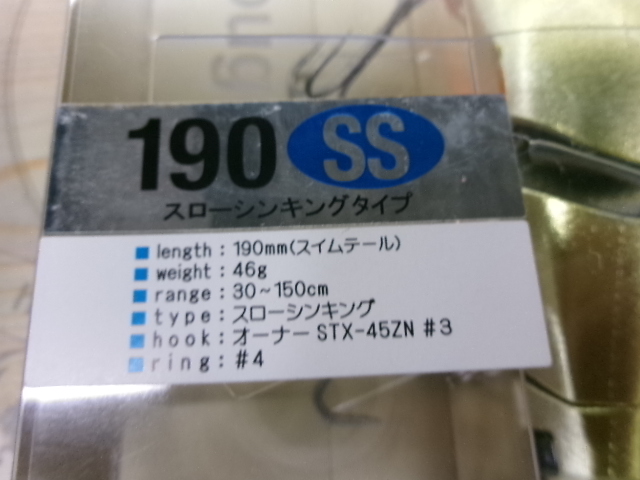 oug
190 SS
スローシンキングタイプ
length : 190mm(スイムテール)
weight : 46g
range : 30~150cm
type : スローシンキング
hook : オーナー STX-45ZN #3
ring : #4